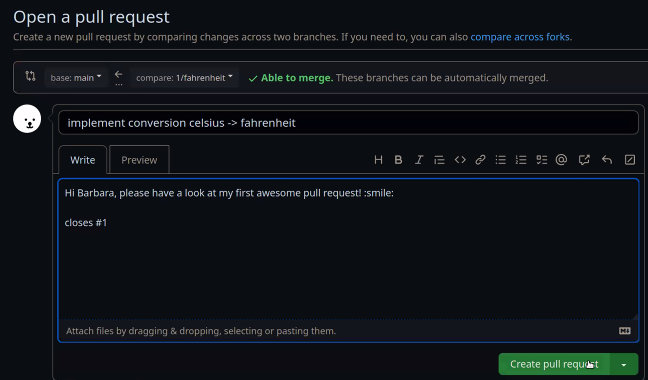 Open a pull request
Create a new pull request by comparing changes across two branches. If you need to, you can also compare across forks.
base: main ← compare: 1/fahrenheit ✓ Able to merge. These branches can be automatically merged.
...
implement conversion celsius -> fahrenheit
Write Preview
Hi Barbara, please have a look at my first awesome pull request! :smile:
closes #1
Attach files by dragging & dropping, selecting or pasting them.
Create pull request